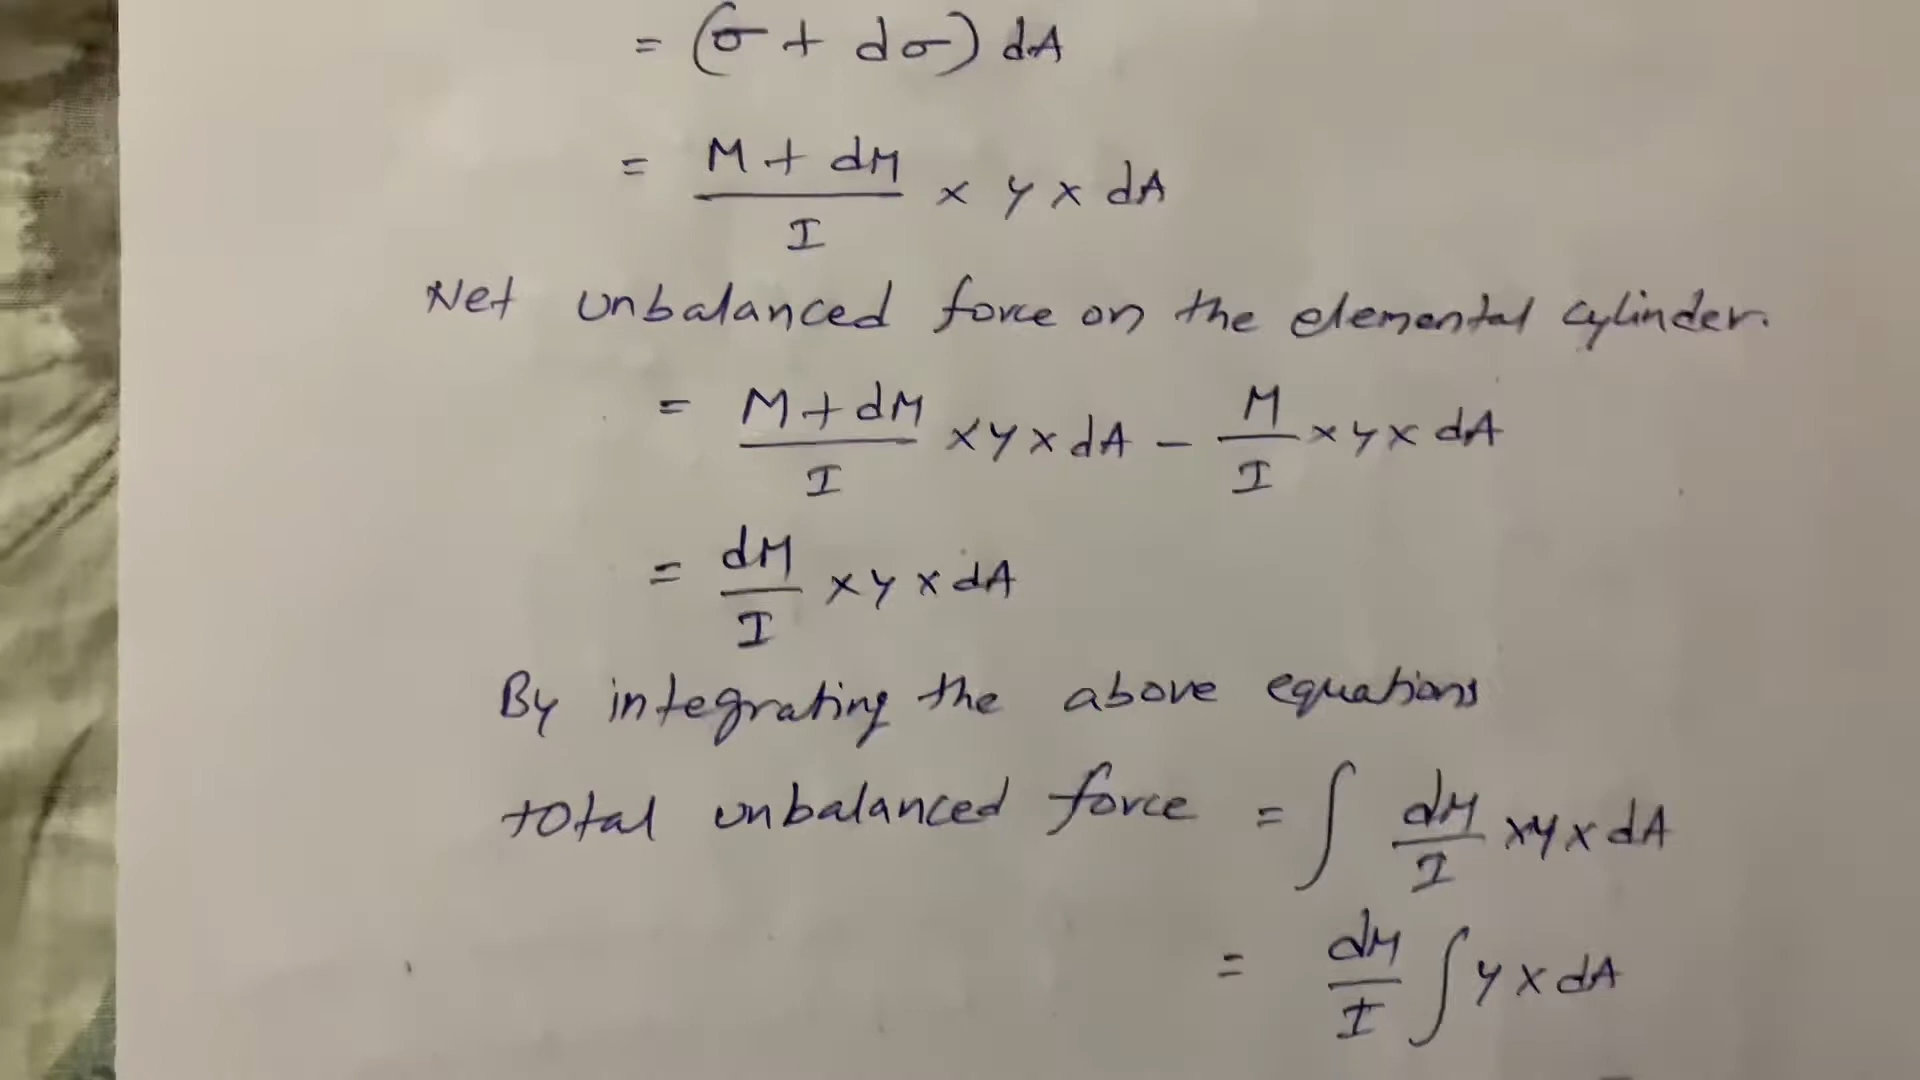 = (σ + dσ) dA
= M + dM / I × y × dA
Net unbalanced force on the elemental cylinder.
= M + dM / I × y × dA − M / I × y × dA
= dM / I × y × dA
By integrating the above equations
total unbalanced force = ∫ dM / I × y × dA
= dM / I ∫ y × dA